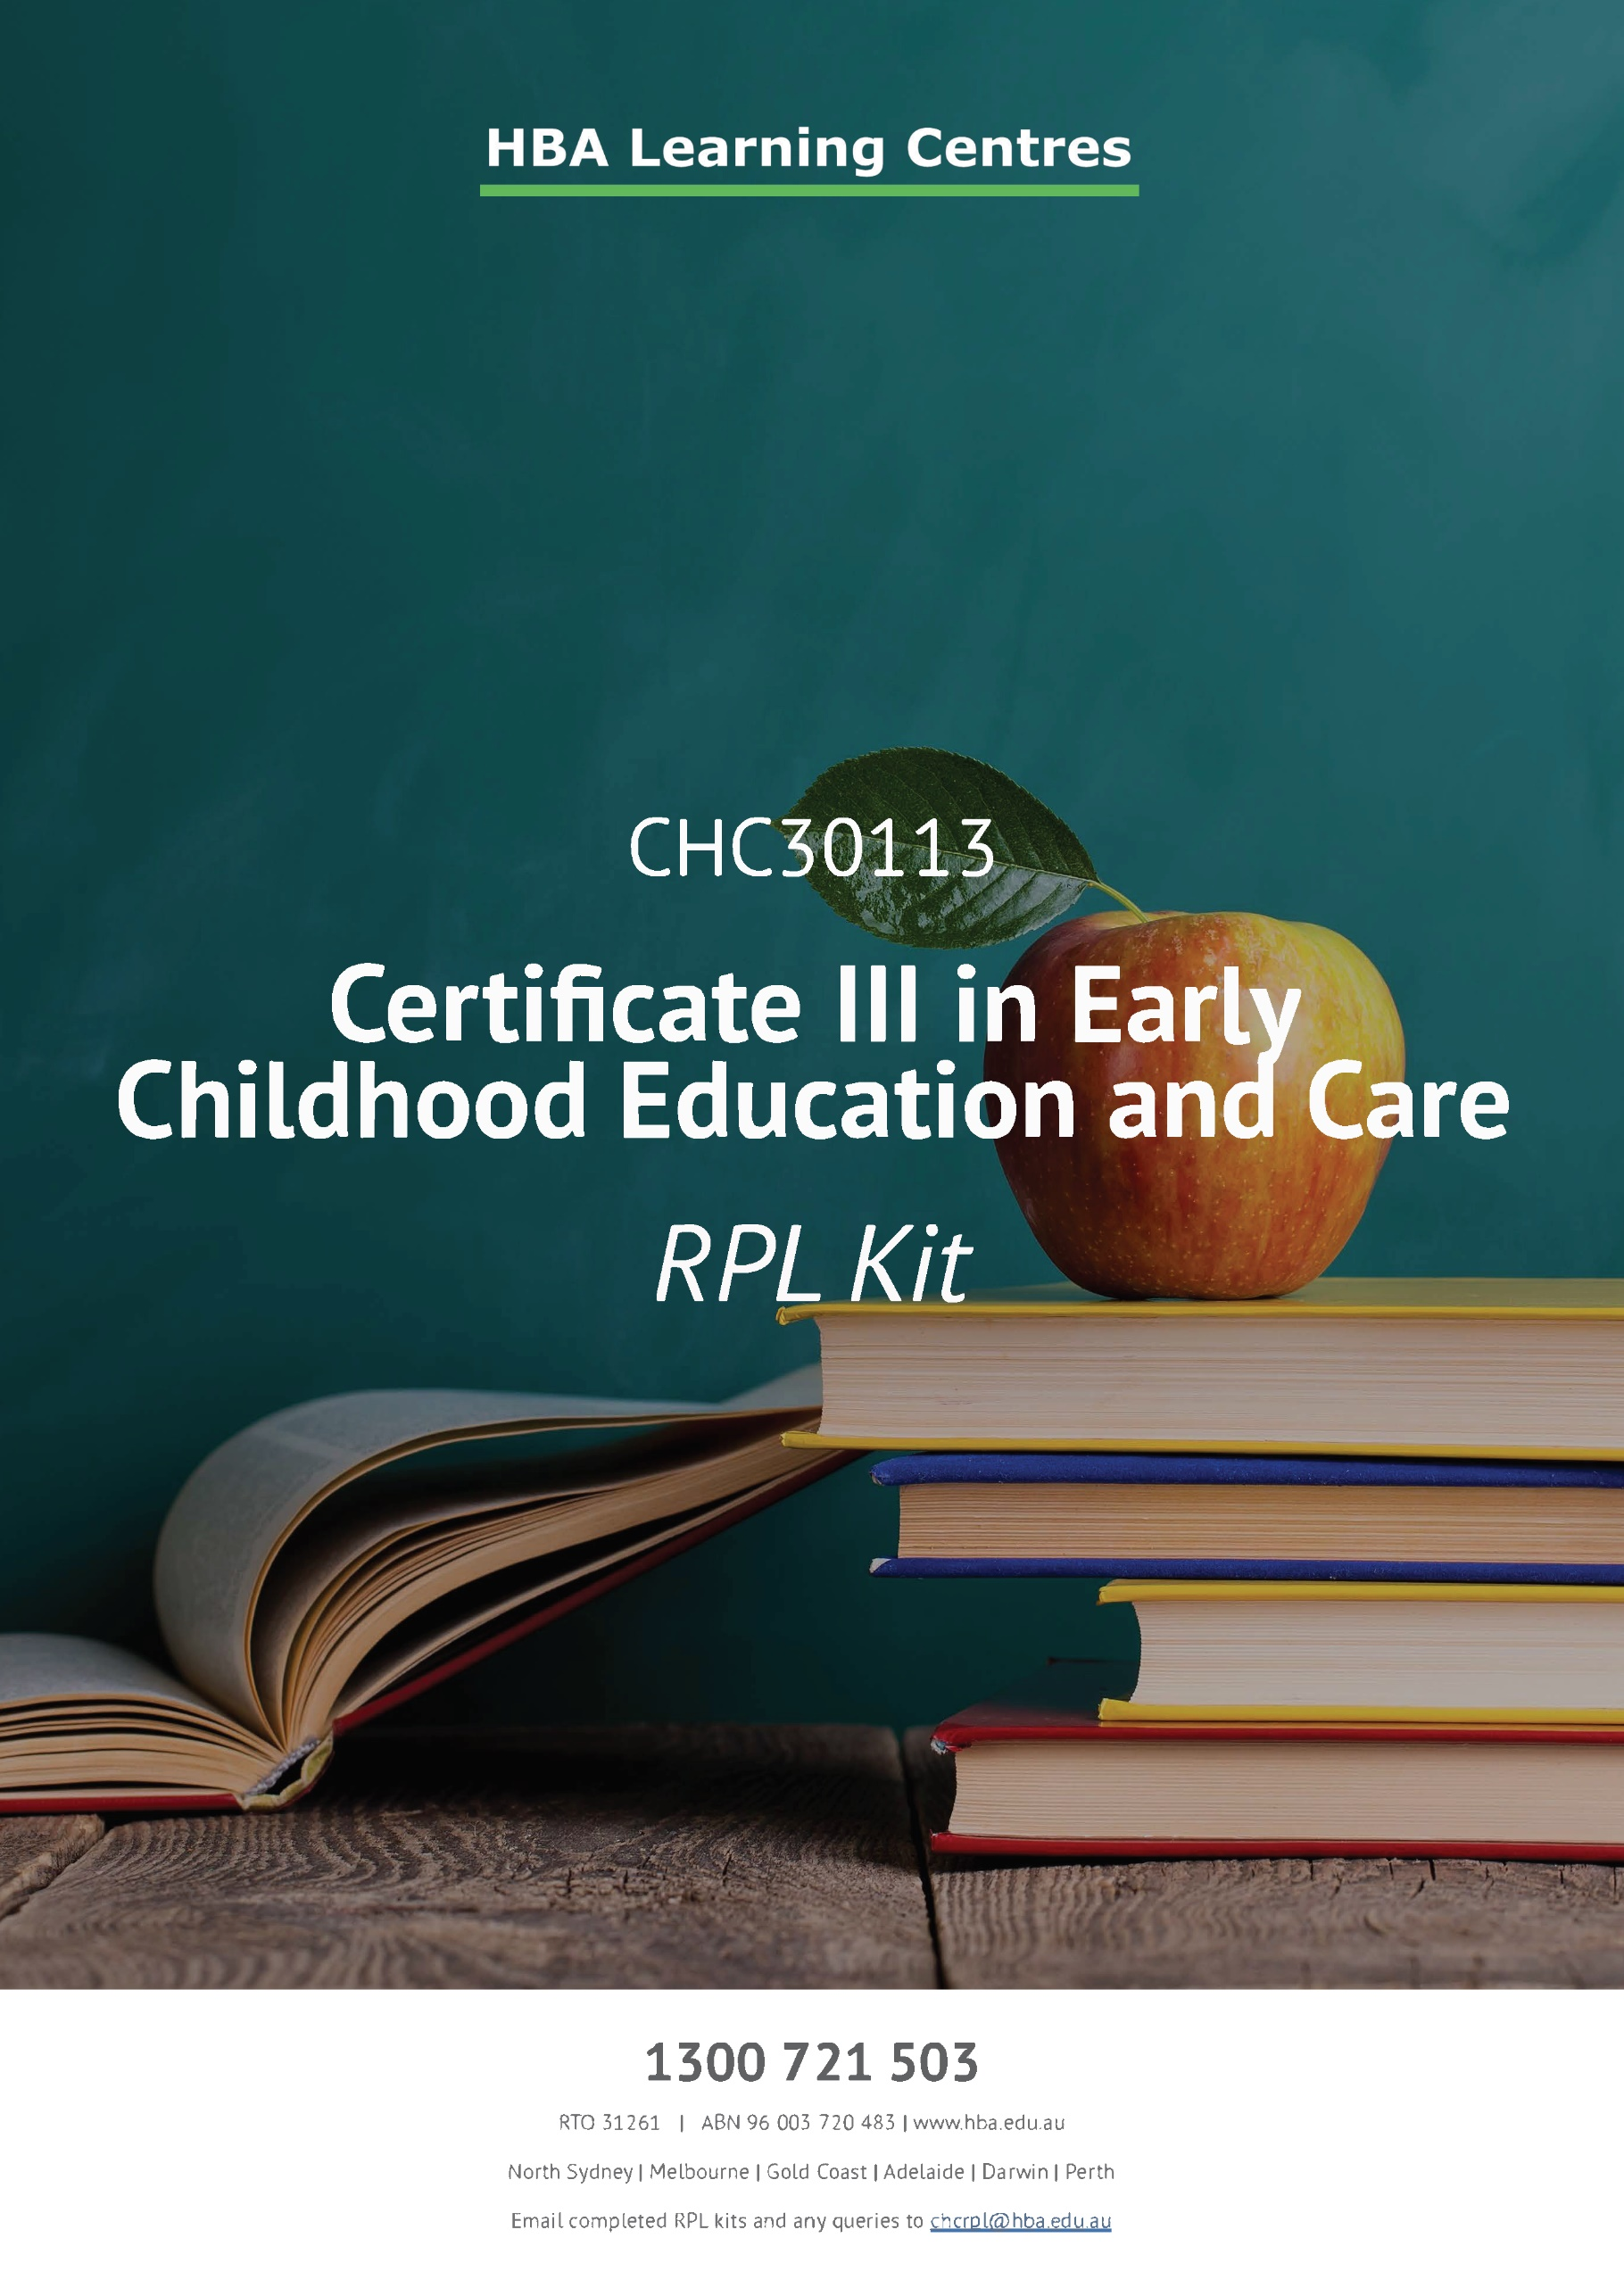 HBA Learning Centres
CHC30113
Certificate III in Early
Childhood Education and Care
RPL Kit
1300 721 503
RTO 31261 | ABN 96 003 720 483 | www.hba.edu.au
North Sydney | Melbourne | Gold Coast | Adelaide | Darwin | Perth
Email completed RPL kits and any queries to chcrpl@hba.edu.au